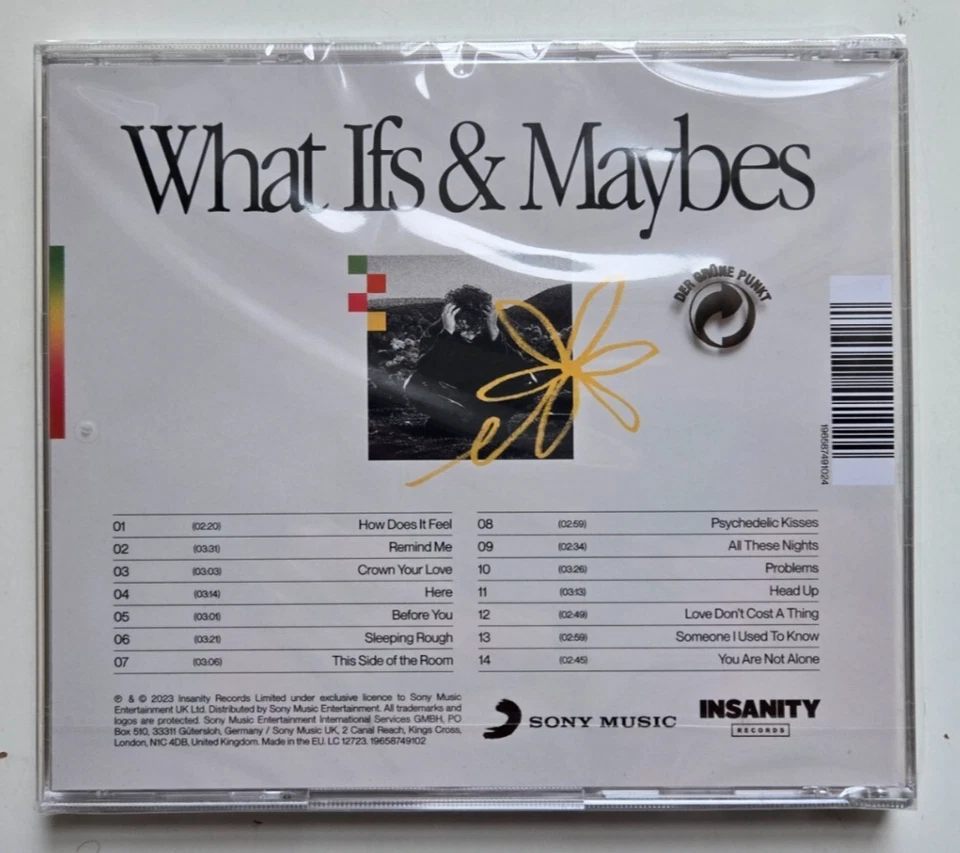 What Ifs & Maybes
DER GRÜNE PUNKT
196587491024
01 (02:20) How Does It Feel
02 (03:31) Remind Me
03 (03:03) Crown Your Love
04 (03:14) Here
05 (03:01) Before You
06 (03:21) Sleeping Rough
07 (03:06) This Side of the Room
08 (02:59) Psychedelic Kisses
09 (02:34) All These Nights
10 (03:26) Problems
11 (03:13) Head Up
12 (02:49) Love Don't Cost A Thing
13 (02:59) Someone I Used To Know
14 (02:45) You Are Not Alone
℗ & © 2023 Insanity Records Limited under exclusive licence to Sony Music
Entertainment UK Ltd. Distributed by Sony Music Entertainment. All trademarks and
logos are protected. Sony Music Entertainment International Services GMBH, PO
Box 510, 33311 Gütersloh, Germany / Sony Music UK, 2 Canal Reach, Kings Cross,
London, N1C 4DB, United Kingdom. Made in the EU. LC 12723. 19658749102
SONY MUSIC
INSANITY
RECORDS